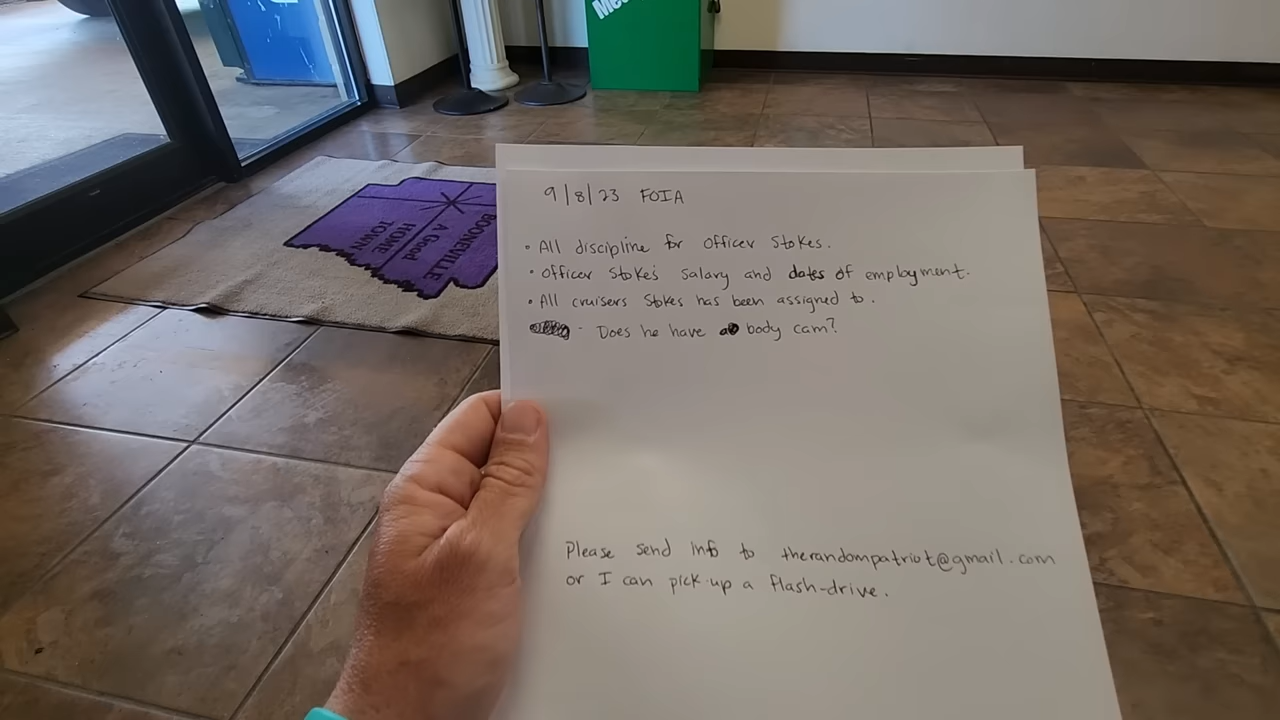 Me
BOONEVILLE
A Good
HOME
TOWN
9/8/23 FOIA
• All discipline for Officer Stokes.
• Officer Stoke's salary and dates of employment.
• All cruisers Stokes has been assigned to.
- Does he have a body cam?
Please send info to therandompatriot@gmail.com
or I can pick-up a flash-drive.